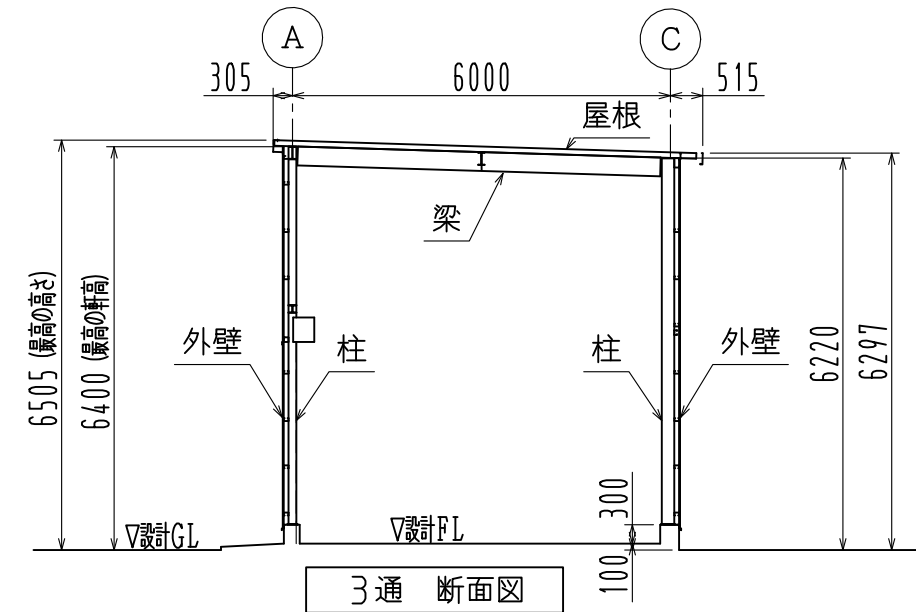 A
C
305
6000
515
屋根
梁
6505 (最高の高さ)
6400 (最高の軒高)
外壁
柱
柱
外壁
6220
6297
▽設計GL
▽設計FL
300
100
3通 断面図